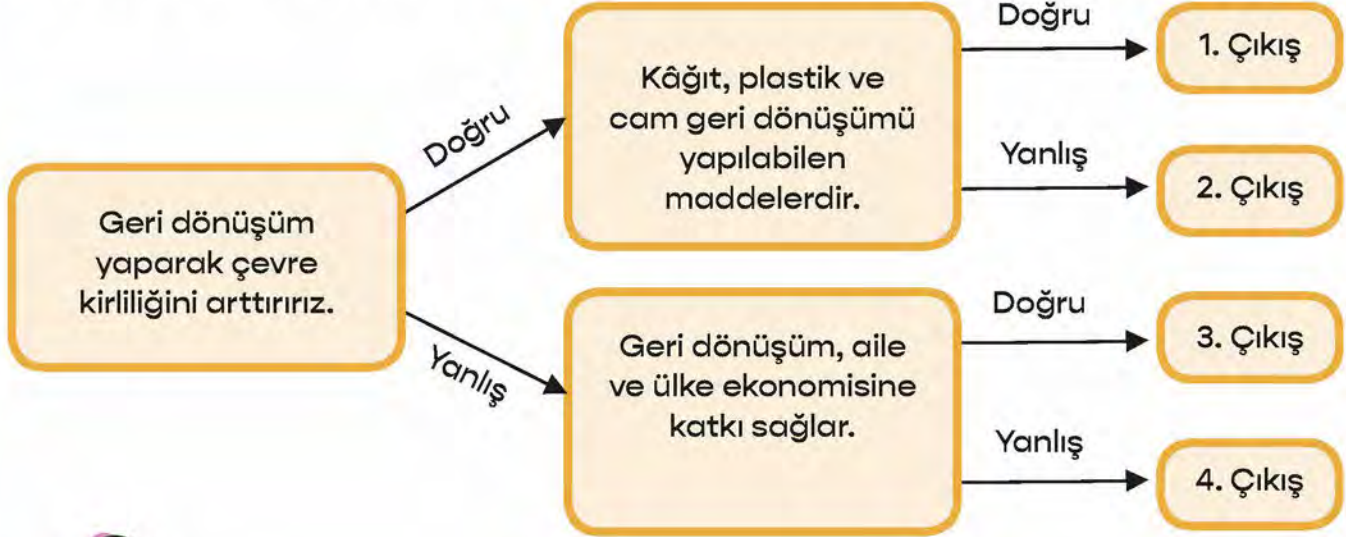 Geri dönüşüm
yaparak çevre
kirliliğini arttırırız.
Doğru
Yanlış
Kâğıt, plastik ve
cam geri dönüşümü
yapılabilen
maddelerdir.
Doğru
1. Çıkış
Yanlış
2. Çıkış
Geri dönüşüm, aile
ve ülke ekonomisine
katkı sağlar.
Doğru
3. Çıkış
Yanlış
4. Çıkış